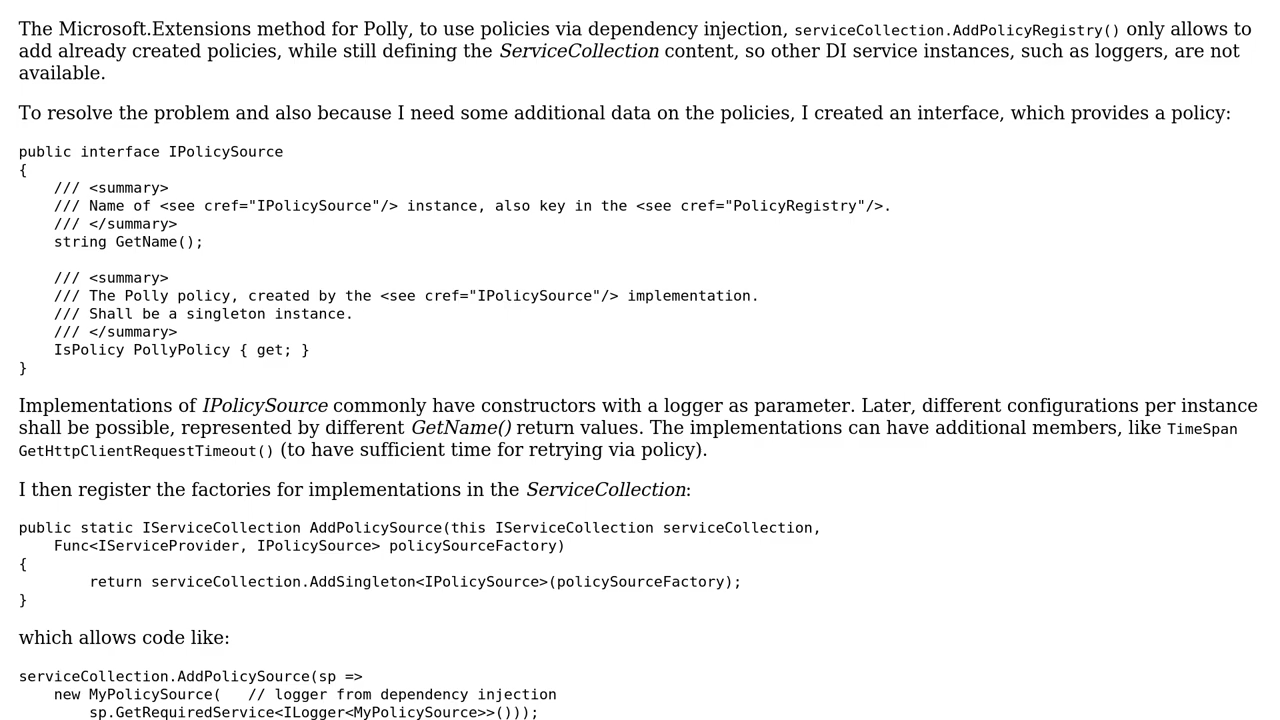 The Microsoft.Extensions method for Polly, to use policies via dependency injection, serviceCollection.AddPolicyRegistry() only allows to
add already created policies, while still defining the ServiceCollection content, so other DI service instances, such as loggers, are not
available.
To resolve the problem and also because I need some additional data on the policies, I created an interface, which provides a policy:
public interface IPolicySource
{
    /// <summary>
    /// Name of <see cref="IPolicySource"/> instance, also key in the <see cref="PolicyRegistry"/>.
    /// </summary>
    string GetName();

    /// <summary>
    /// The Polly policy, created by the <see cref="IPolicySource"/> implementation.
    /// Shall be a singleton instance.
    /// </summary>
    IsPolicy PollyPolicy { get; }
}
Implementations of IPolicySource commonly have constructors with a logger as parameter. Later, different configurations per instance
shall be possible, represented by different GetName() return values. The implementations can have additional members, like TimeSpan
GetHttpClientRequestTimeout() (to have sufficient time for retrying via policy).
I then register the factories for implementations in the ServiceCollection:
public static IServiceCollection AddPolicySource(this IServiceCollection serviceCollection,
    Func<IServiceProvider, IPolicySource> policySourceFactory)
{
        return serviceCollection.AddSingleton<IPolicySource>(policySourceFactory);
}
which allows code like:
serviceCollection.AddPolicySource(sp =>
    new MyPolicySource(   // logger from dependency injection
        sp.GetRequiredService<ILogger<MyPolicySource>>()));